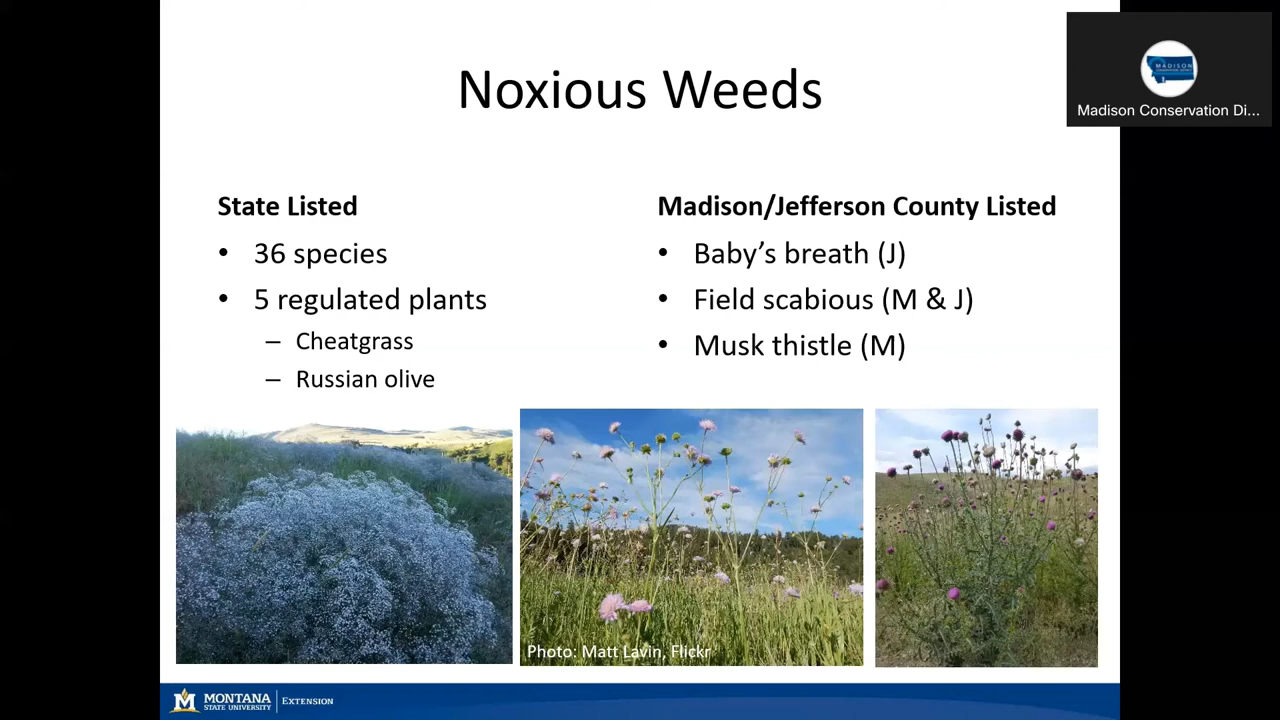 Noxious Weeds
Madison Conservation Di...
State Listed
• 36 species
• 5 regulated plants
– Cheatgrass
– Russian olive
Madison/Jefferson County Listed
• Baby’s breath (J)
• Field scabious (M & J)
• Musk thistle (M)
Photo: Matt Lavin, Flickr
M MONTANA
STATE UNIVERSITY
EXTENSION
MADISON